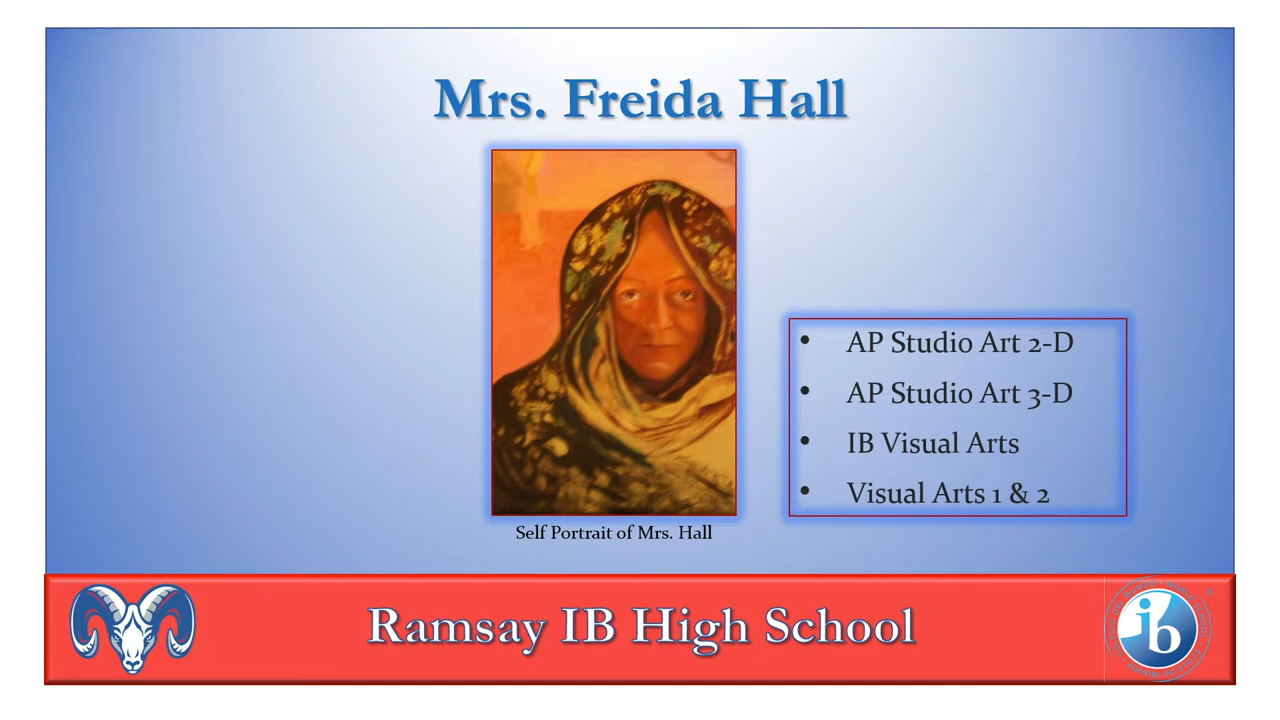 Mrs. Freida Hall
• AP Studio Art 2-D
• AP Studio Art 3-D
• IB Visual Arts
• Visual Arts 1 & 2
Self Portrait of Mrs. Hall
Ramsay IB High School
ib